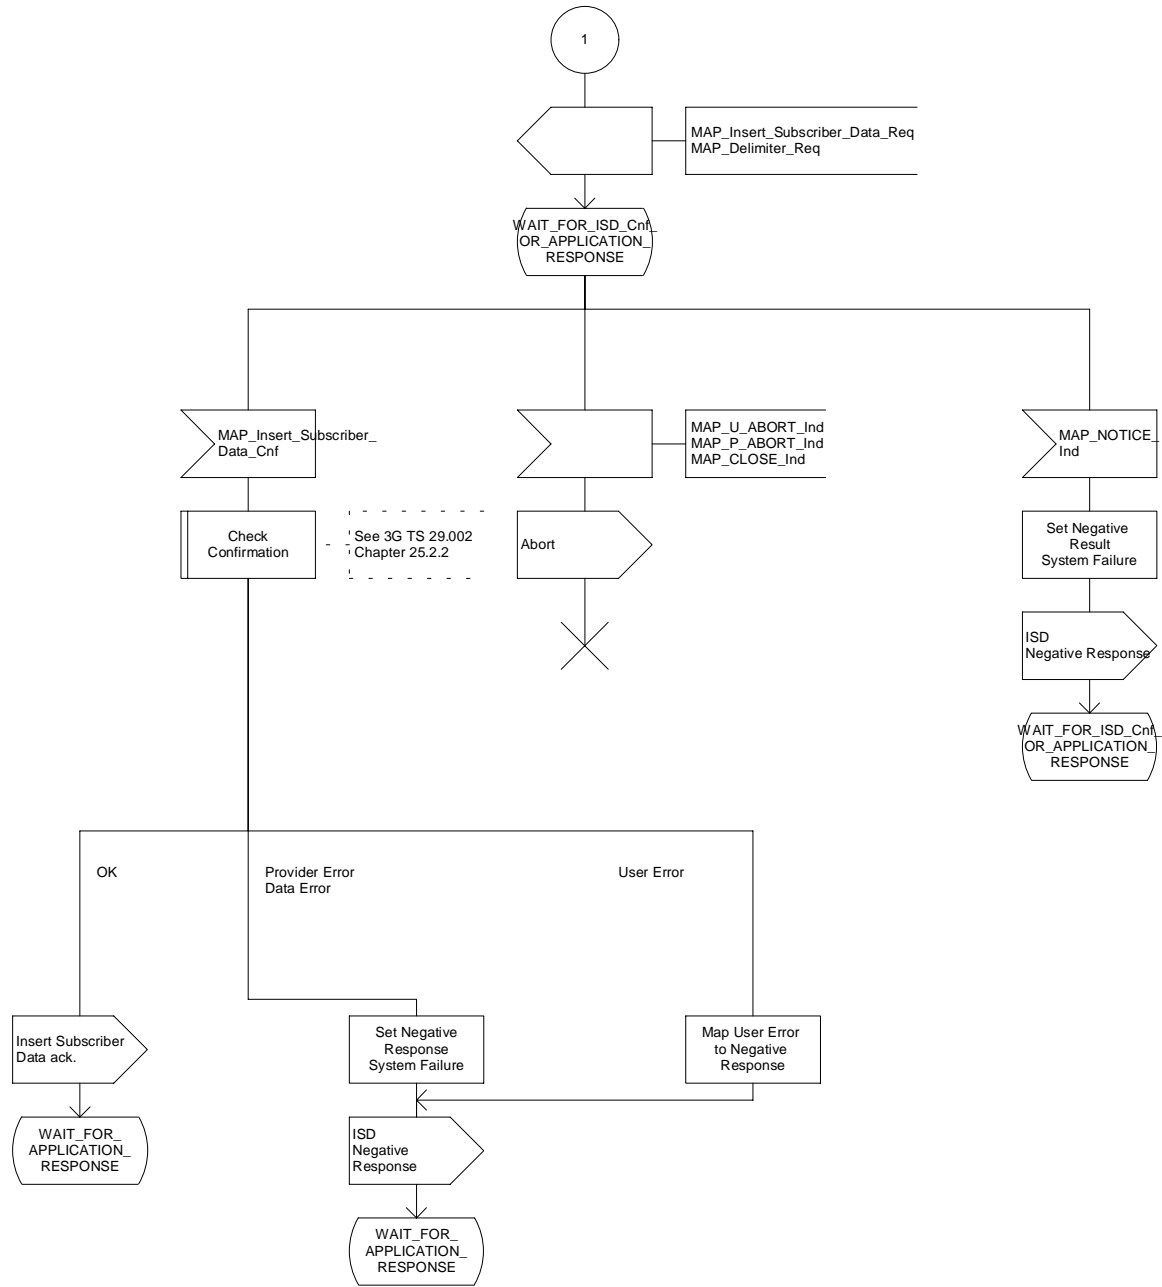 1
MAP_Insert_Subscriber_Data_Req
MAP_Delimiter_Req
WAIT_FOR_ISD_Cnf_
OR_APPLICATION_
RESPONSE
MAP_Insert_Subscriber_
Data_Cnf
MAP_U_ABORT_Ind
MAP_P_ABORT_Ind
MAP_CLOSE_Ind
MAP_NOTICE_
Ind
Check
Confirmation
See 3G TS 29.002
Chapter 25.2.2
Abort
Set Negative
Result
System Failure
ISD
Negative Response
WAIT_FOR_ISD_Cnf_
OR_APPLICATION_
RESPONSE
OK
Provider Error
Data Error
User Error
Insert Subscriber
Data ack.
Set Negative
Response
System Failure
Map User Error
to Negative
Response
WAIT_FOR_
APPLICATION_
RESPONSE
ISD
Negative
Response
WAIT_FOR_
APPLICATION_
RESPONSE